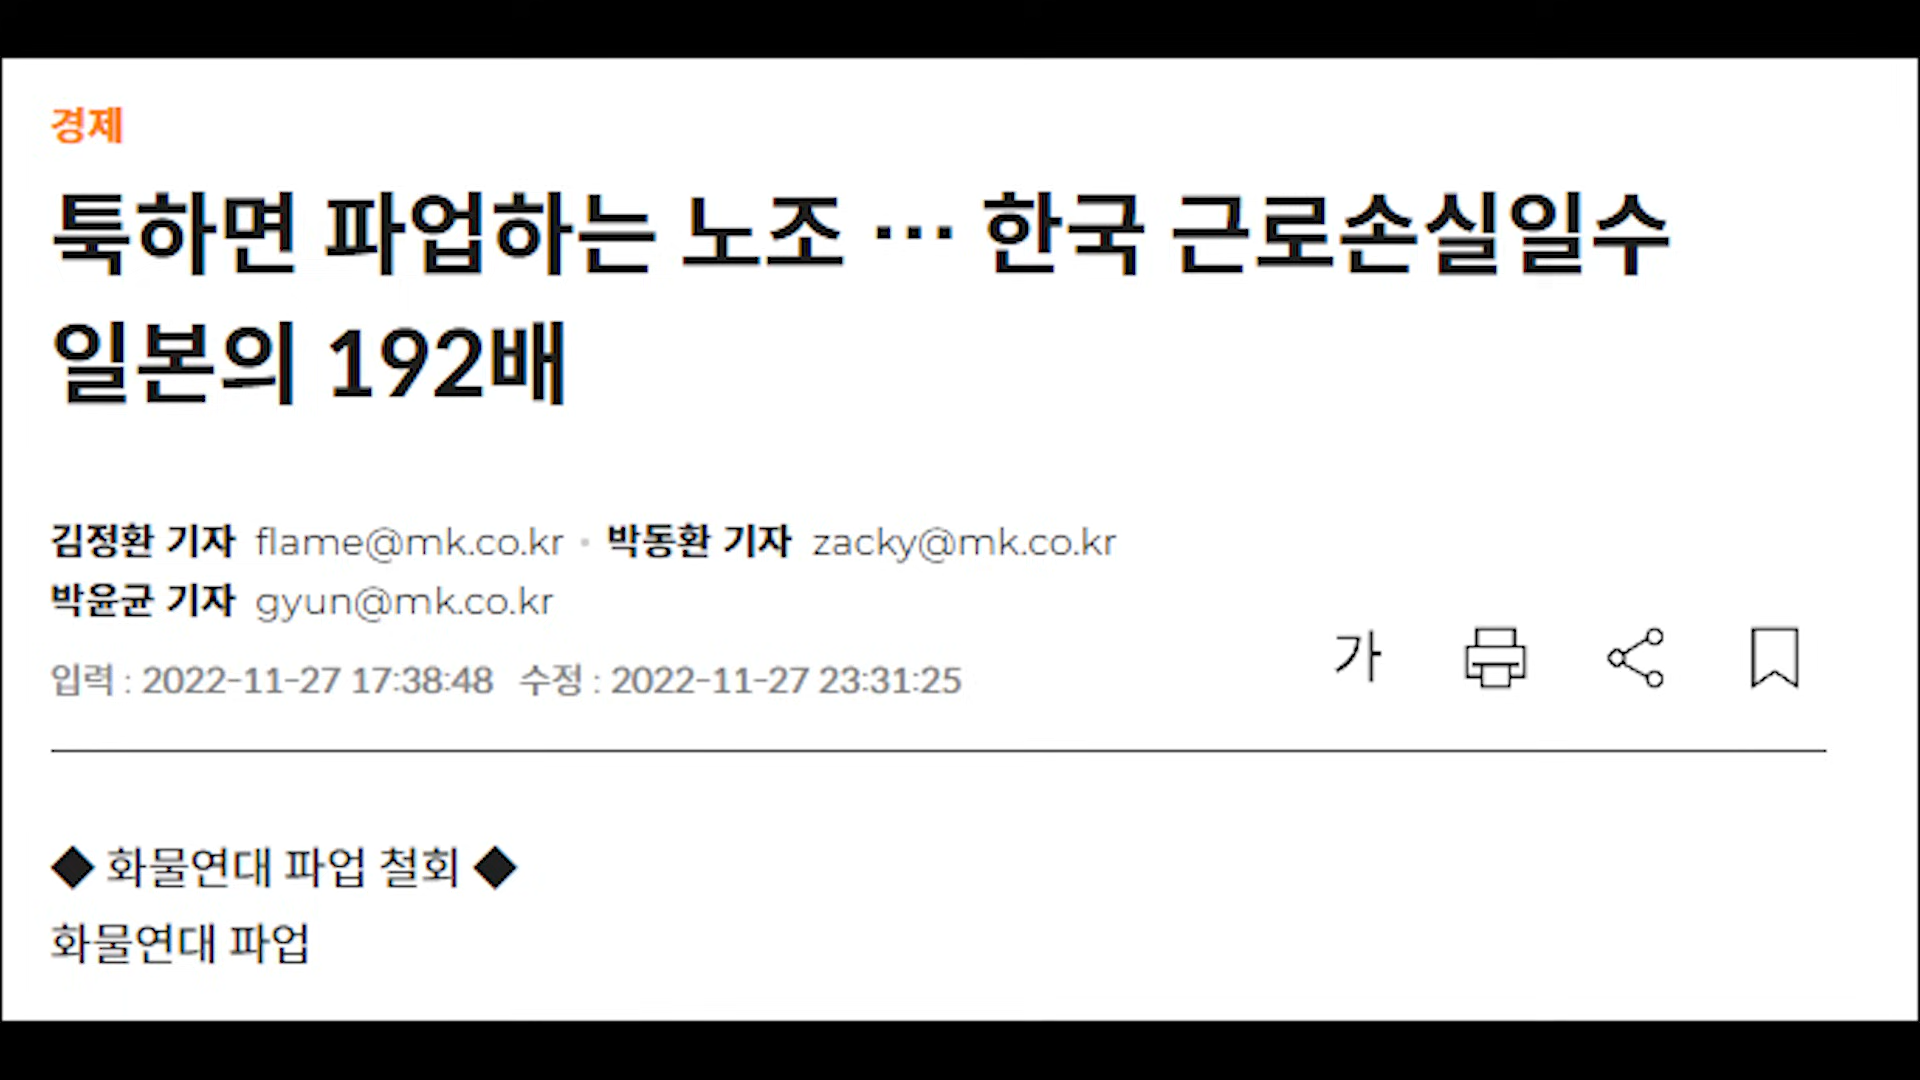 경제
툭하면 파업하는 노조 … 한국 근로손실일수
일본의 192배
김정환 기자 flame@mk.co.kr • 박동환 기자 zacky@mk.co.kr
박윤균 기자 gyun@mk.co.kr
입력 : 2022-11-27 17:38:48 수정 : 2022-11-27 23:31:25
가
◆ 화물연대 파업 철회 ◆
화물연대 파업